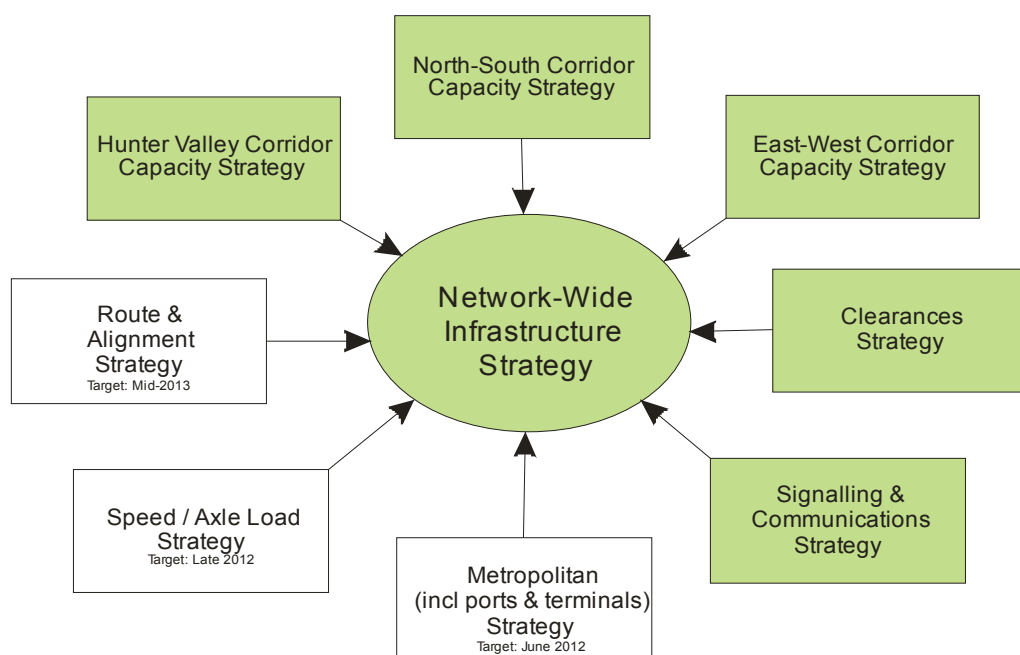 North-South Corridor
Capacity Strategy
Hunter Valley Corridor
Capacity Strategy
East-West Corridor
Capacity Strategy
Network-Wide
Infrastructure
Strategy
Route &
Alignment
Strategy
Target: Mid-2013
Clearances
Strategy
Speed / Axle Load
Strategy
Target: Late 2012
Signalling &
Communications
Strategy
Metropolitan
(incl ports & terminals)
Strategy
Target: June 2012